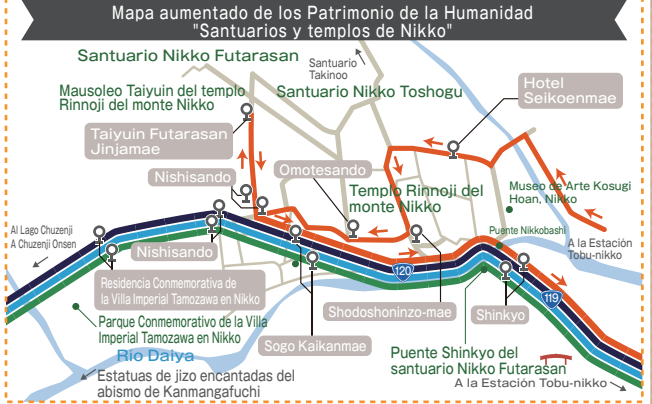 Mapa aumentado de los Patrimonio de la Humanidad
"Santuarios y templos de Nikko"
Santuario Nikko Futarasan
Santuario
Takinoo
Mausoleo Taiyuin del templo
Rinnoji del monte Nikko
Santuario Nikko Toshogu
Hotel
Seikoenmae
Taiyuin Futarasan
Jinjamae
Nishisando
Omotesando
Templo Rinnoji del
monte Nikko
Museo de Arte Kosugi
Hoan, Nikko
Al Lago Chuzenji
A Chuzenji Onsen
Puente Nikkobashi
A la Estación
Tobu-nikko
Nishisando
120
119
Residencia Conmemorativa de
la Villa Imperial Tamozawa en Nikko
Shodoshoninzo-mae
Shinkyo
Parque Conmemorativo de la Villa
Imperial Tamozawa en Nikko
Sogo Kaikanmae
Rio Daiya
Puente Shinkyo del
santuario Nikko Futarasan
Estatuas de jizo encantadas del
abismo de Kanmangafuchi
A la Estación Tobu-nikko